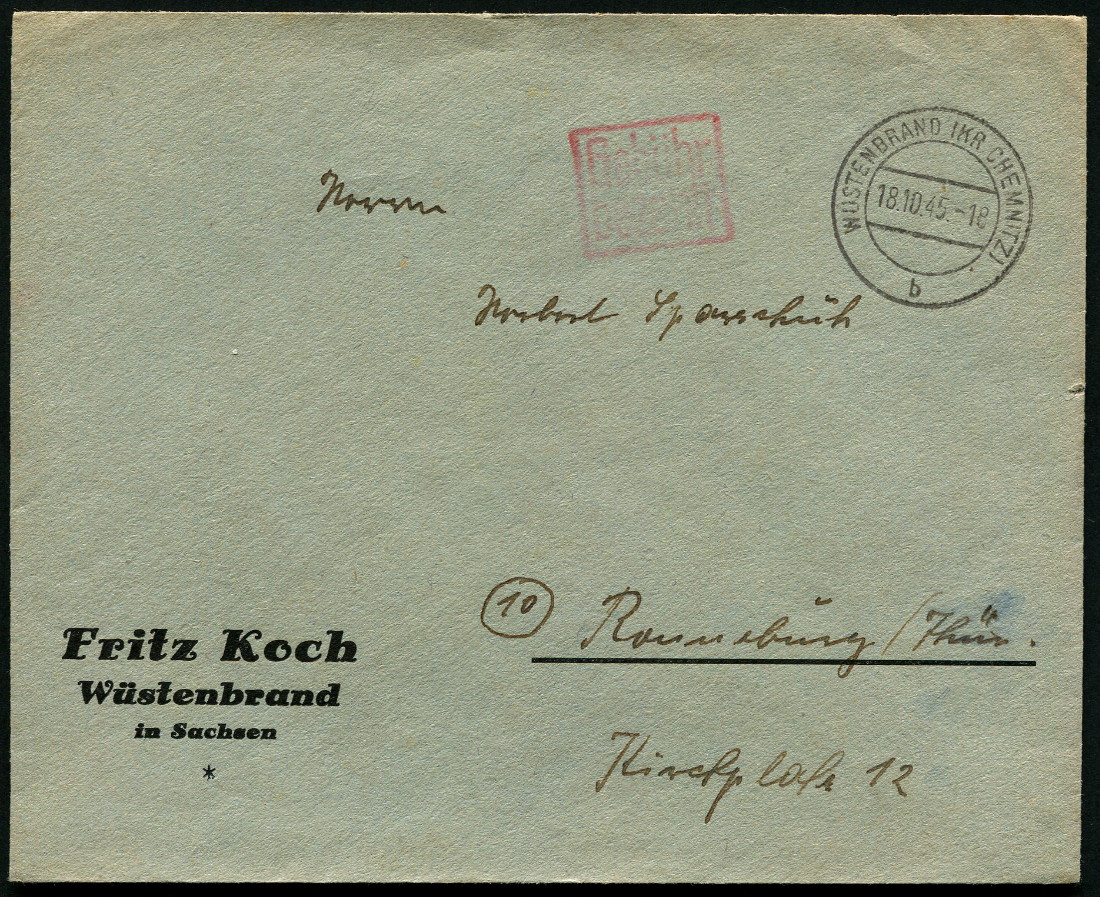 Herrn
Gebühr
bezahlt
WÜSTENBRAND (KR. CHEMNITZ)
18.10.45.-18
b
Norbert Sparschuh
(10) Ronneburg / Thür.
Kirchplatz 12
Fritz Koch
Wüstenbrand
in Sachsen
*